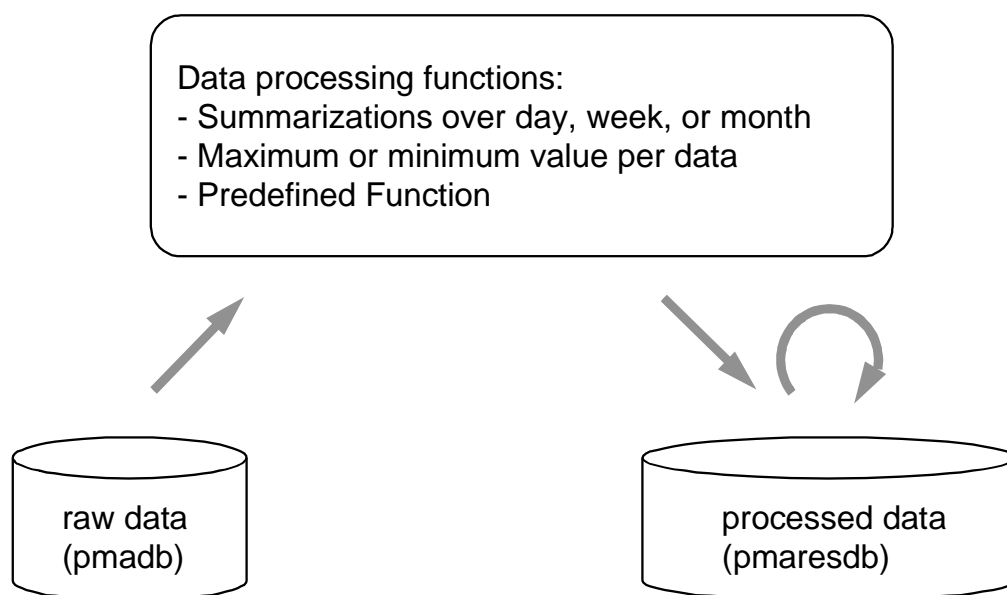 Data processing functions:
- Summarizations over day, week, or month
- Maximum or minimum value per data
- Predefined Function
raw data
(pmadb)
processed data
(pmaresdb)